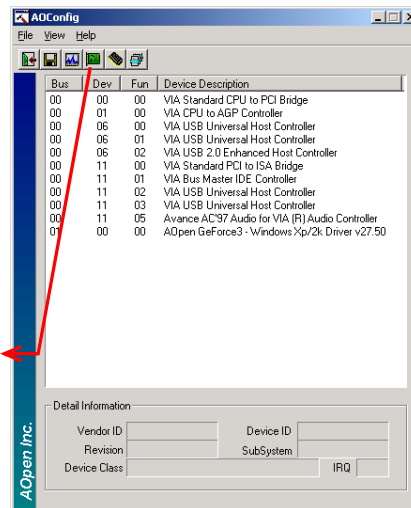 AOConfig
File View Help
Bus Dev Fun Device Description
00 00 00 VIA Standard CPU to PCI Bridge
00 01 00 VIA CPU to AGP Controller
00 06 00 VIA USB Universal Host Controller
00 06 01 VIA USB Universal Host Controller
00 06 02 VIA USB 2.0 Enhanced Host Controller
00 11 00 VIA Standard PCI to ISA Bridge
00 11 01 VIA Bus Master IDE Controller
00 11 02 VIA USB Universal Host Controller
00 11 03 VIA USB Universal Host Controller
00 11 05 Avance AC'97 Audio for VIA (R) Audio Controller
01 00 00 AOpen GeForce3 - Windows Xp/2k Driver v27.50
Detail Information
Vendor ID Device ID
Revision SubSystem
Device Class IRQ
AOpen Inc.